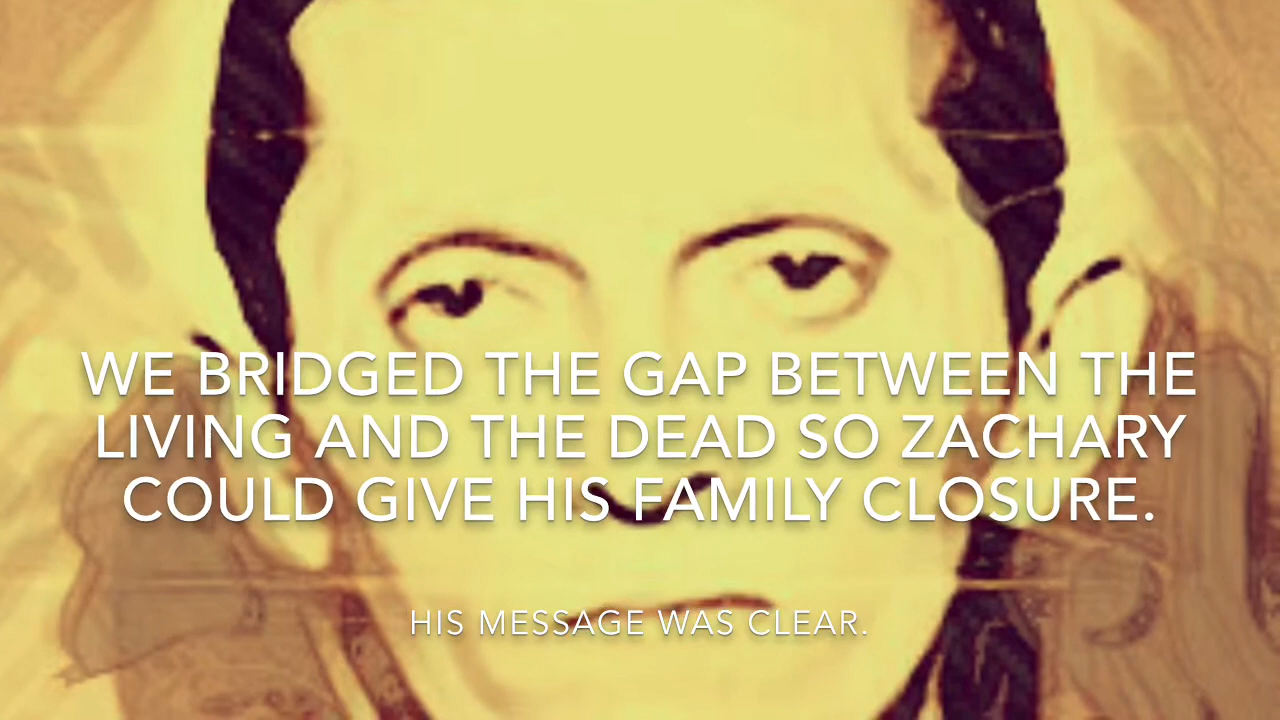 WE BRIDGED THE GAP BETWEEN THE
LIVING AND THE DEAD SO ZACHARY
COULD GIVE HIS FAMILY CLOSURE.
HIS MESSAGE WAS CLEAR.